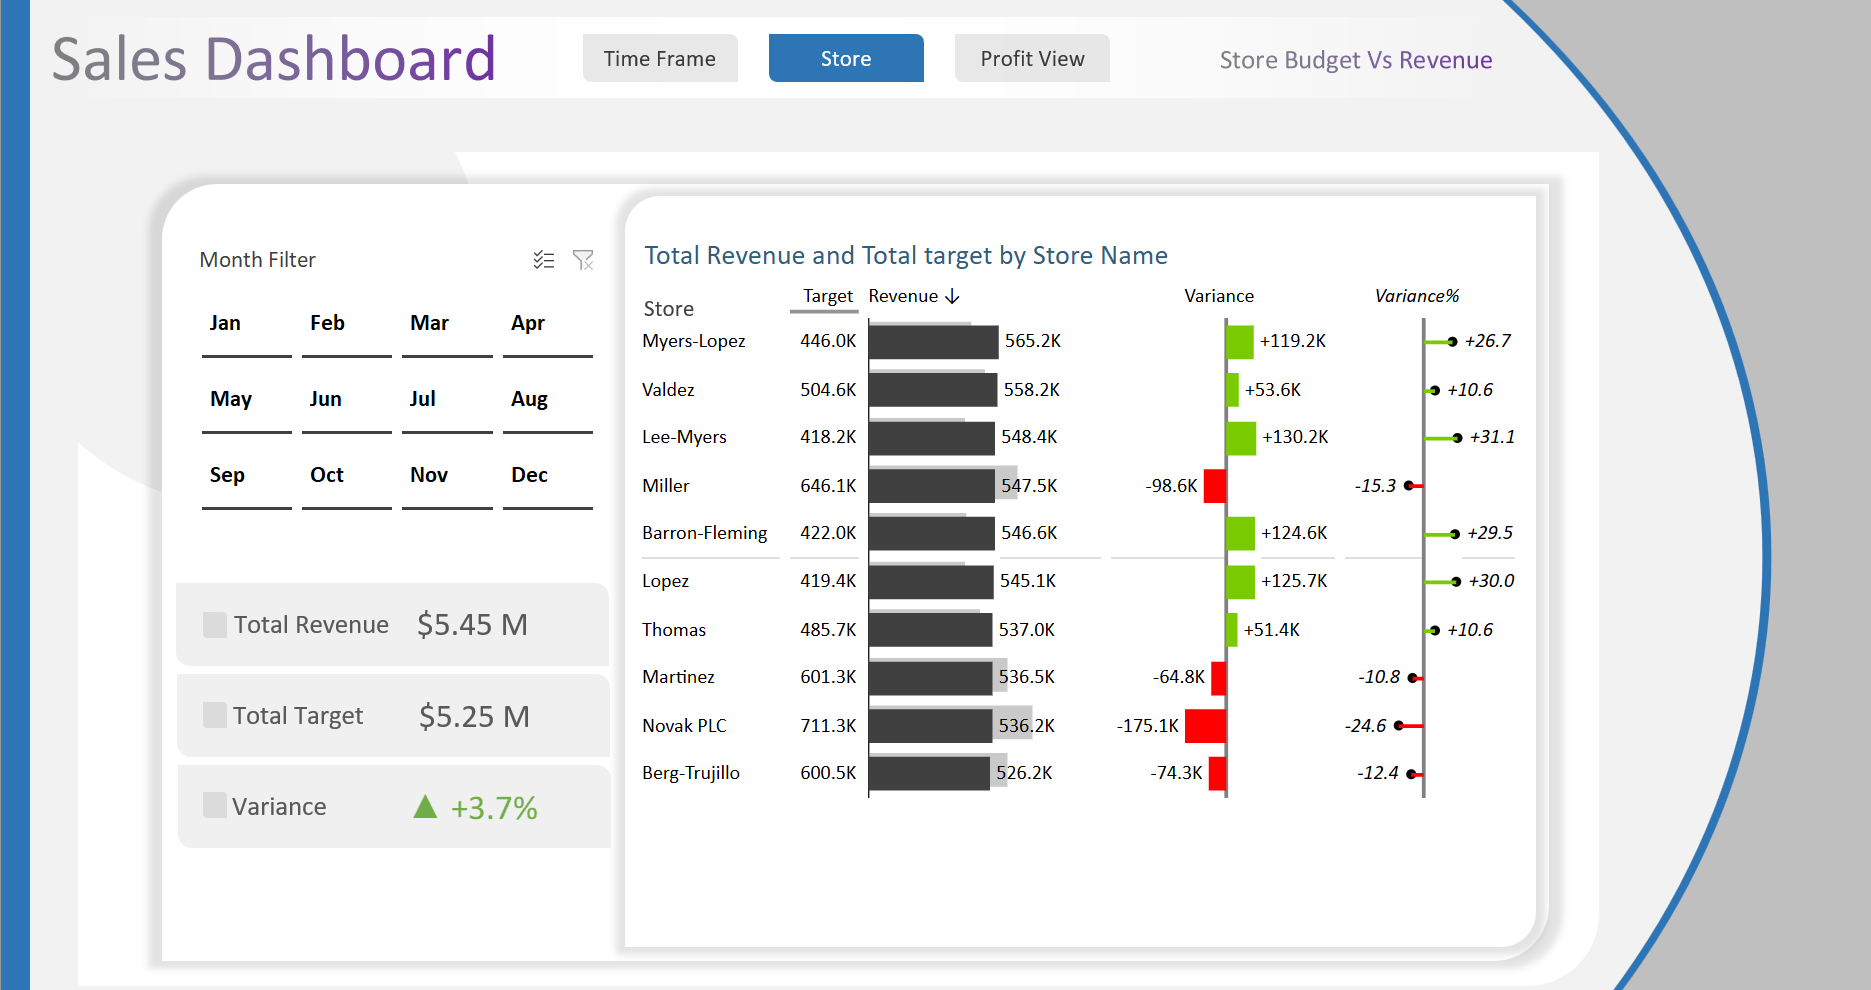 Sales Dashboard
Time Frame
Store
Profit View
Store Budget Vs Revenue
Month Filter
Jan Feb Mar Apr
May Jun Jul Aug
Sep Oct Nov Dec
Total Revenue $5.45 M
Total Target $5.25 M
Variance ▲ +3.7%
Total Revenue and Total target by Store Name
Store Target Revenue ↓ Variance Variance%
Myers-Lopez 446.0K 565.2K +119.2K +26.7
Valdez 504.6K 558.2K +53.6K +10.6
Lee-Myers 418.2K 548.4K +130.2K +31.1
Miller 646.1K 547.5K -98.6K -15.3
Barron-Fleming 422.0K 546.6K +124.6K +29.5
Lopez 419.4K 545.1K +125.7K +30.0
Thomas 485.7K 537.0K +51.4K +10.6
Martinez 601.3K 536.5K -64.8K -10.8
Novak PLC 711.3K 536.2K -175.1K -24.6
Berg-Trujillo 600.5K 526.2K -74.3K -12.4